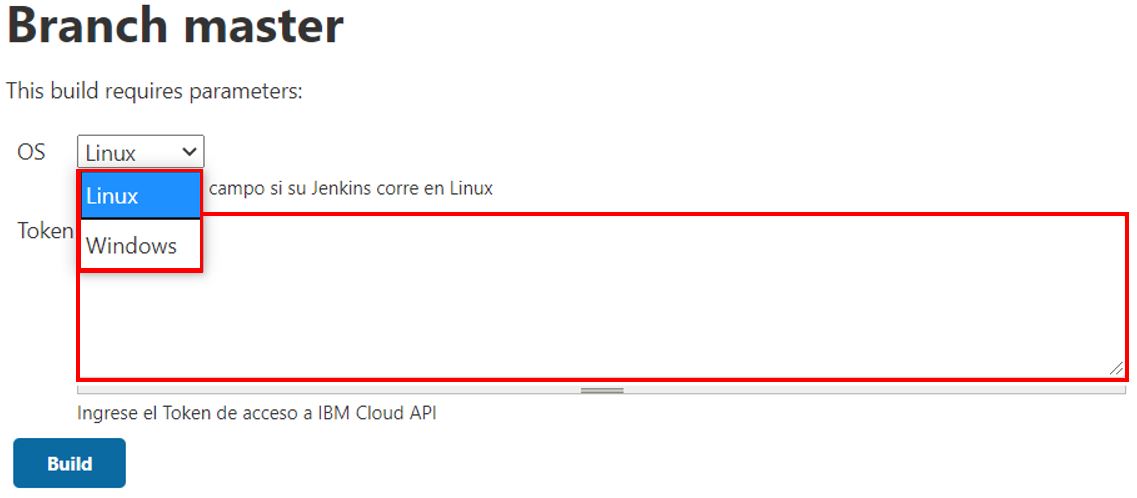 Branch master
This build requires parameters:
OS
Linux
Linux
campo si su Jenkins corre en Linux
Token
Windows
Ingrese el Token de acceso a IBM Cloud API
Build